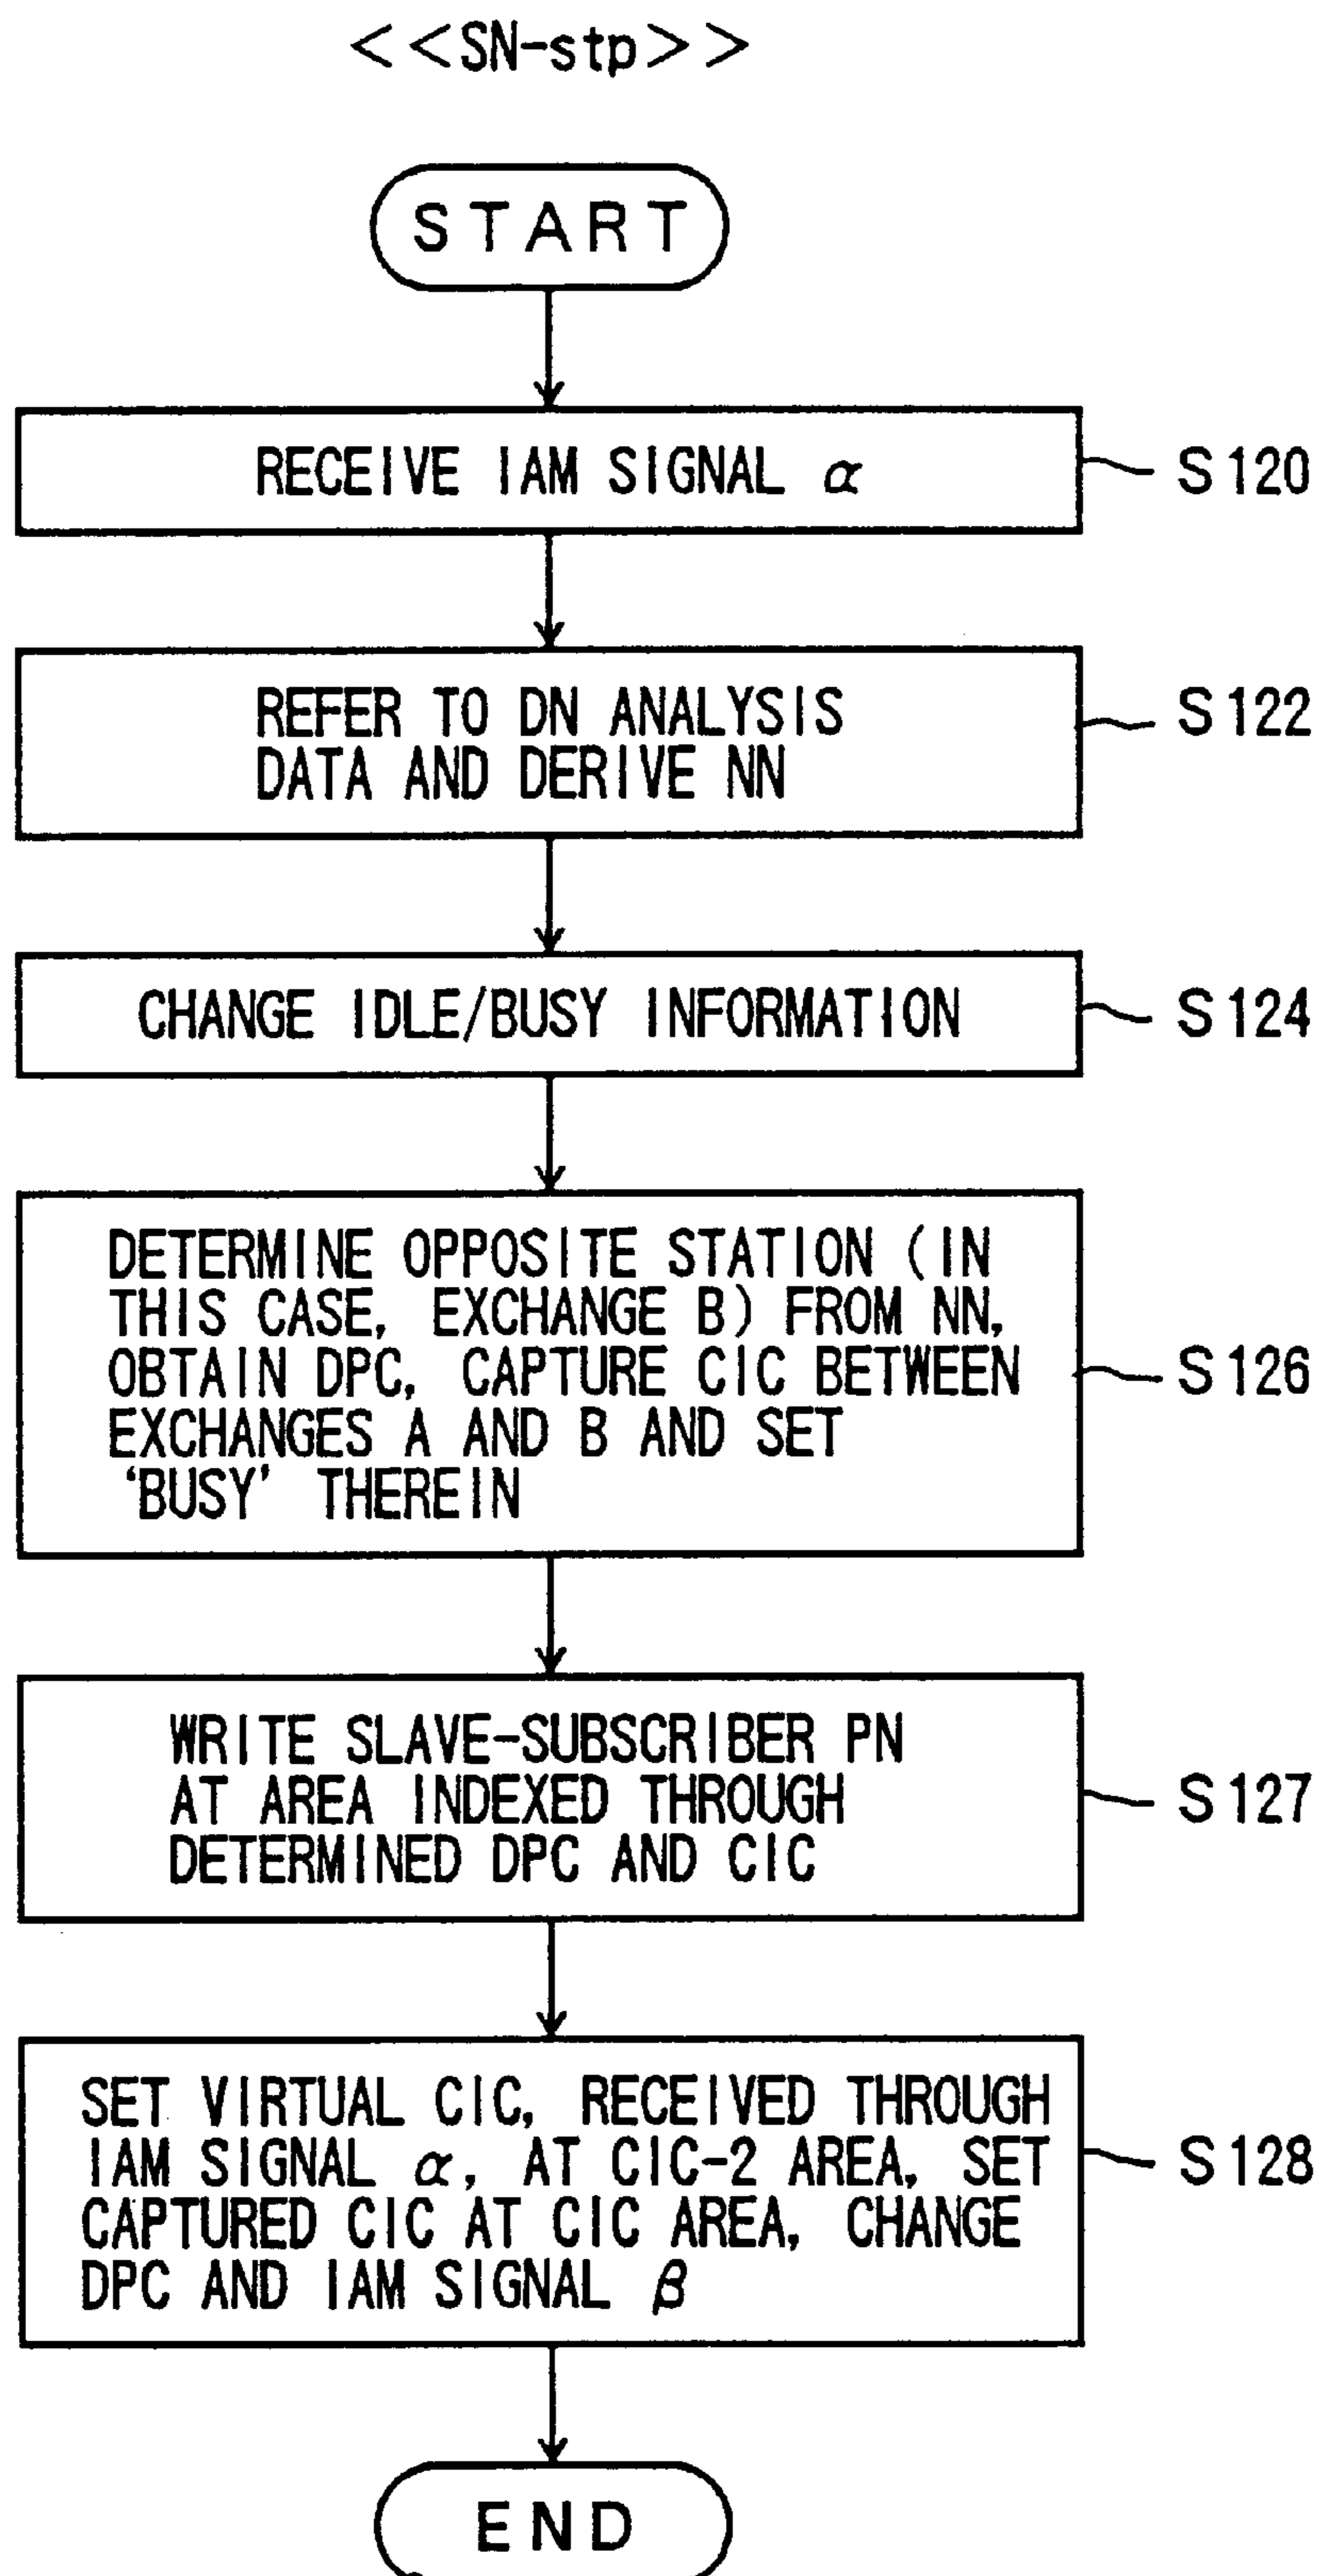 <<SN-stp>>
START
RECEIVE IAM SIGNAL α
S120
REFER TO DN ANALYSIS
DATA AND DERIVE NN
S122
CHANGE IDLE/BUSY INFORMATION
S124
DETERMINE OPPOSITE STATION (IN
THIS CASE, EXCHANGE B) FROM NN,
OBTAIN DPC, CAPTURE CIC BETWEEN
EXCHANGES A AND B AND SET
‘BUSY’ THEREIN
S126
WRITE SLAVE-SUBSCRIBER PN
AT AREA INDEXED THROUGH
DETERMINED DPC AND CIC
S127
SET VIRTUAL CIC, RECEIVED THROUGH
IAM SIGNAL α, AT CIC-2 AREA, SET
CAPTURED CIC AT CIC AREA, CHANGE
DPC AND IAM SIGNAL β
S128
END